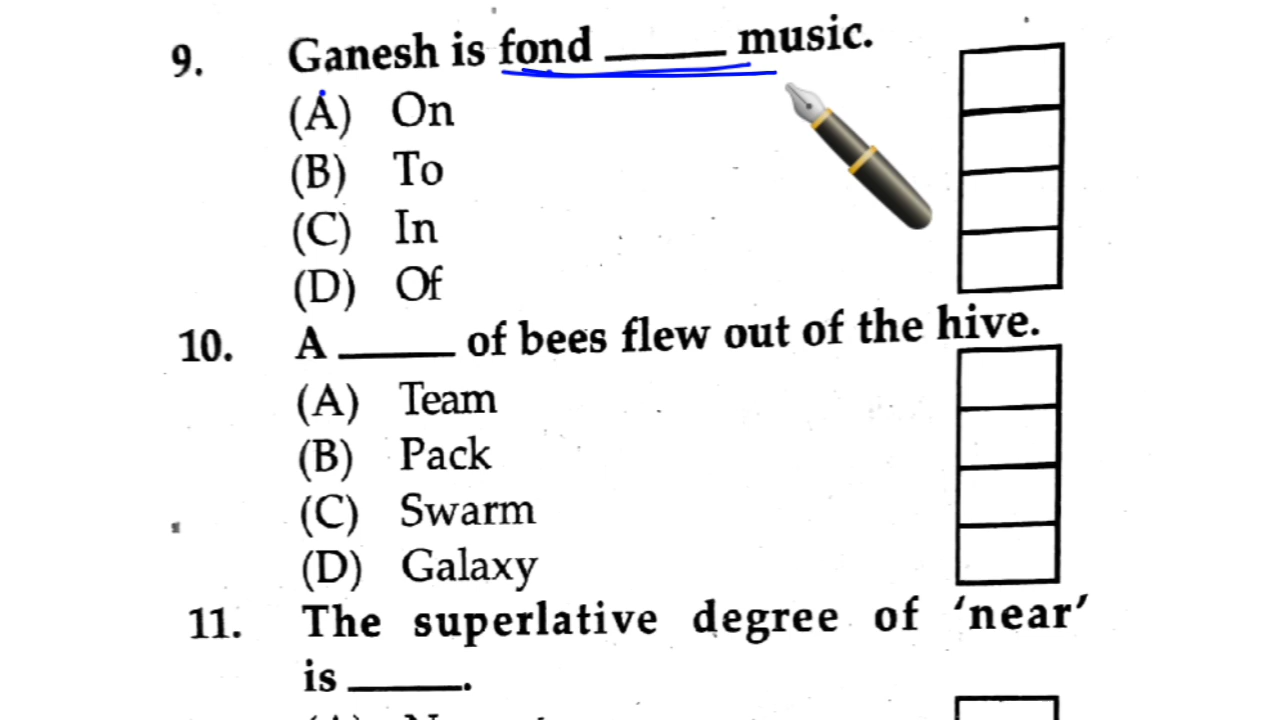 9. Ganesh is fond ______ music.
(A) On
(B) To
(C) In
(D) Of
10. A ______ of bees flew out of the hive.
(A) Team
(B) Pack
(C) Swarm
(D) Galaxy
11. The superlative degree of ‘near’
is ______.